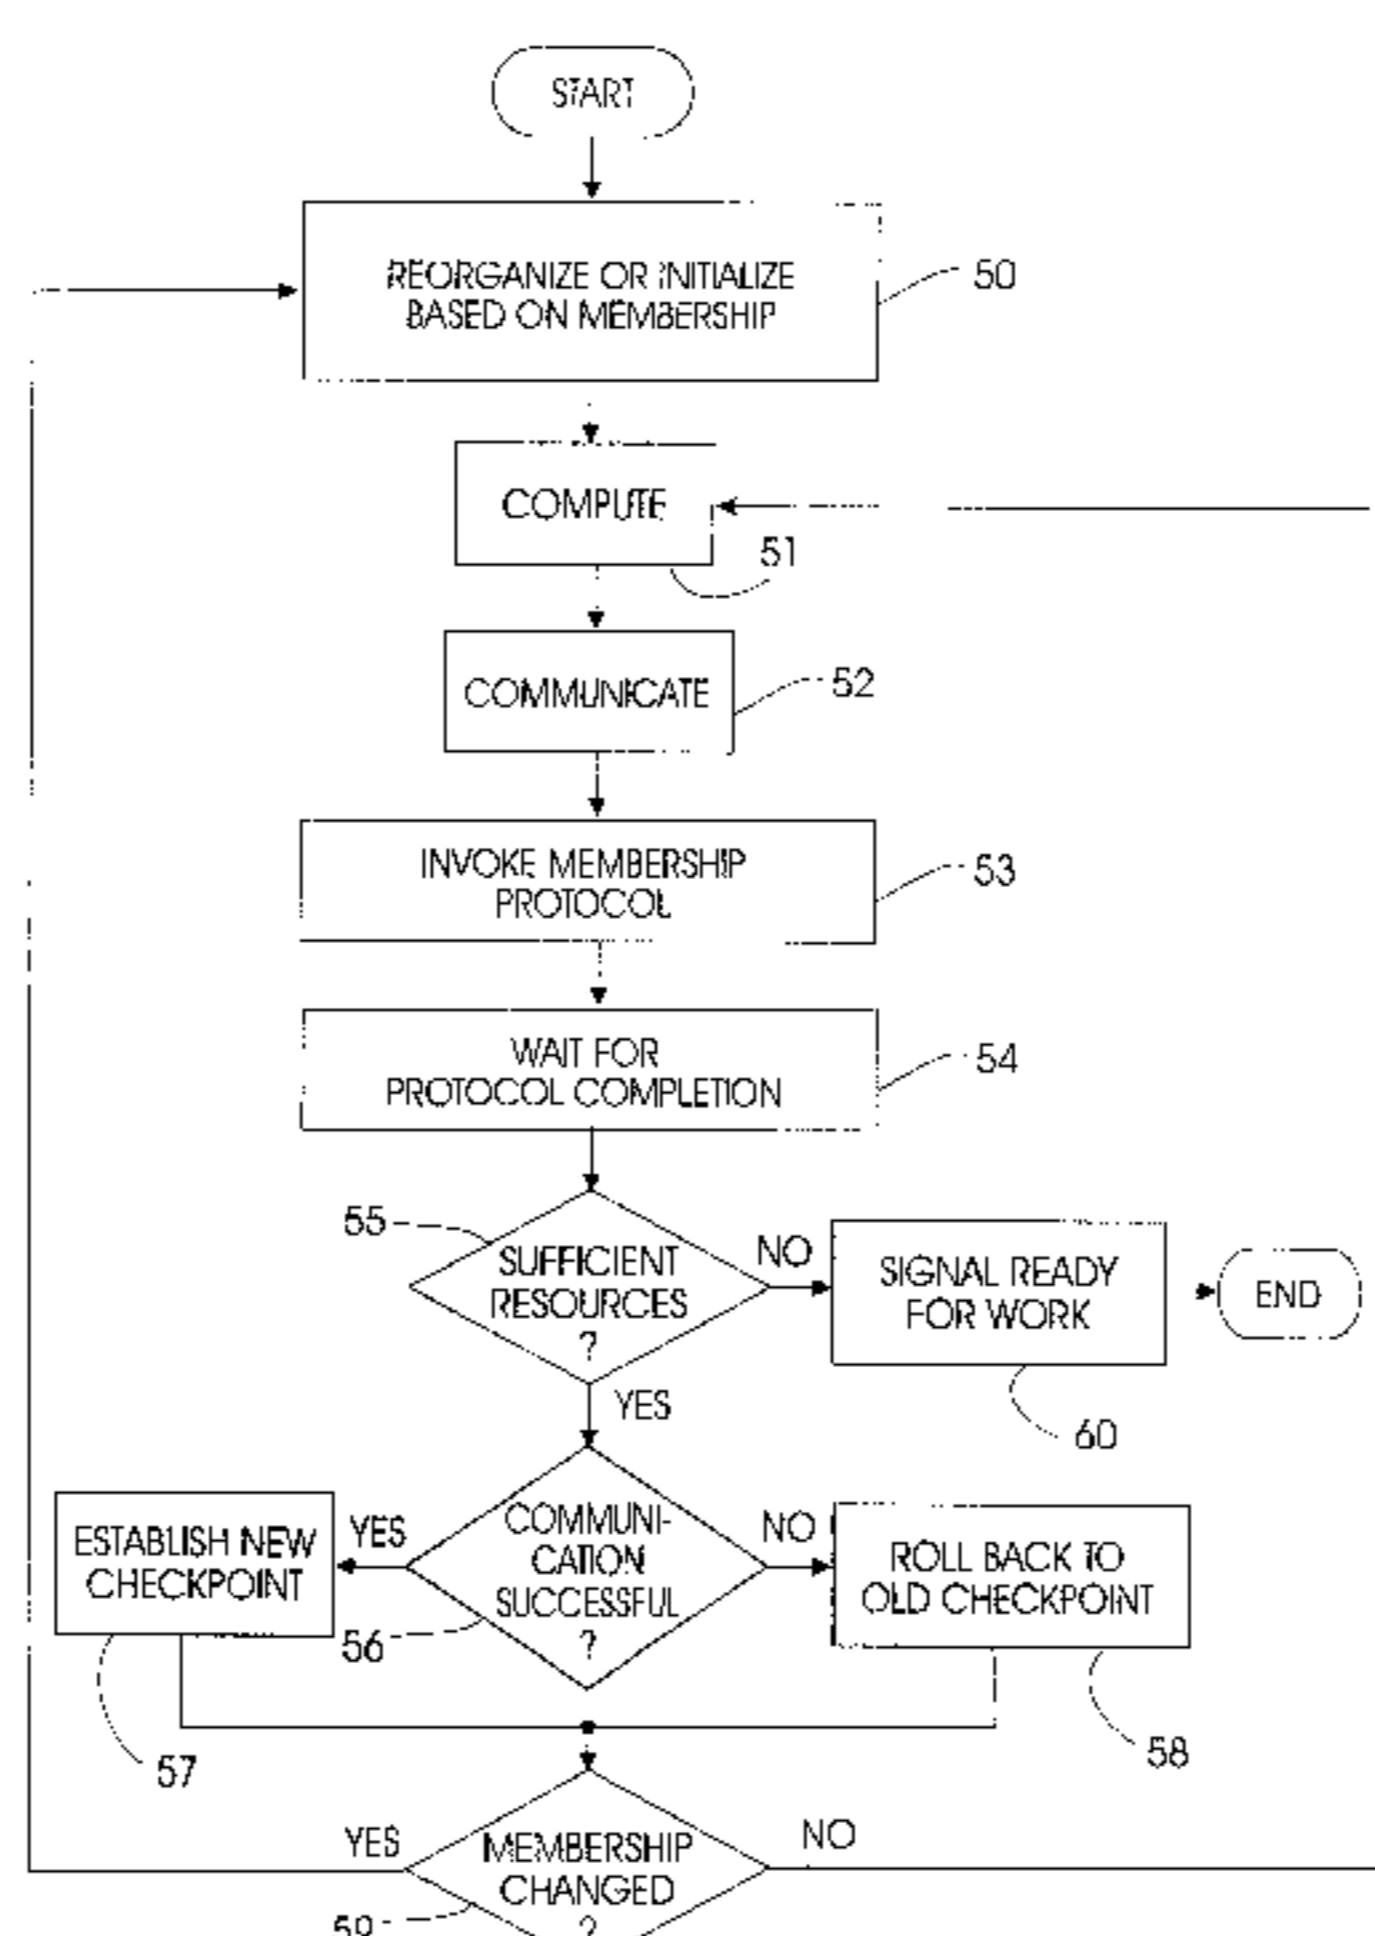 START
REORGANIZE OR INITIALIZE
BASED ON MEMBERSHIP
50
COMPUTE
51
COMMUNICATE
52
INVOKE MEMBERSHIP
PROTOCOL
53
WAIT FOR
PROTOCOL COMPLETION
54
55
SUFFICIENT
RESOURCES
?
NO
SIGNAL READY
FOR WORK
END
60
YES
COMMUNI-
CATION
SUCCESSFUL
?
56
YES
ESTABLISH NEW
CHECKPOINT
57
NO
ROLL BACK TO
OLD CHECKPOINT
58
YES
MEMBERSHIP
CHANGED
?
NO
59